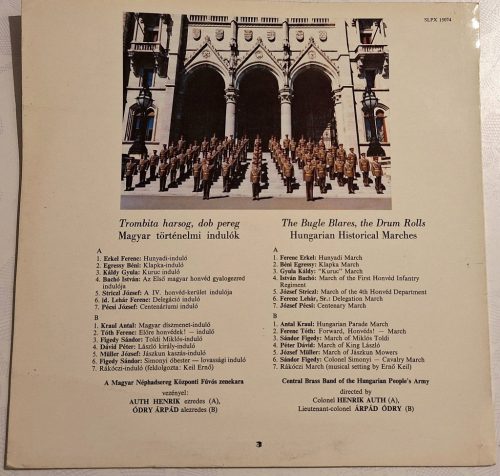 SLPX 15074
Trombita harsog, dob pereg
Magyar történelmi indulók
A
1. Erkel Ferenc: Hunyadi-induló
2. Egressy Béni: Klapka-induló
3. Káldy Gyula: Kuruc induló
4. Bachó István: Az Első magyar honvéd gyalogezred
indulója
5. Striczl József: A IV. honvéd-kerület indulója
6. id. Lehár Ferenc: Delegáció induló
7. Pécsi József: Centenáriumi induló
B
1. Kraul Antal: Magyar díszmenet-induló
2. Tóth Ferenc: Előre honvédek! — induló
3. Figedy Sándor: Toldi Miklós-induló
4. Dávid Péter: László király-induló
5. Müller József: Jászkun kaszás-induló
6. Figedy Sándor: Simonyi óbester — lovassági induló
7. Rákóczi-induló (feldolgozta: Keil Ernő)
A Magyar Néphadsereg Központi Fúvós zenekara
vezényel:
AUTH HENRIK ezredes (A),
ÓDRY ÁRPÁD alezredes (B)
The Bugle Blares, the Drum Rolls
Hungarian Historical Marches
A
1. Ferenc Erkel: Hunyadi March
2. Béni Egressy: Klapka March
3. Gyula Káldy: "Kuruc" March
4. István Bachó: March of the First Honvéd Infantry
Regiment
5. József Striczl: March of the 4th Honvéd Department
6. Ferenc Lehár, Sr.: Delegation March
7. József Pécsi: Centenary March
B
1. Antal Kraul: Hungarian Parade March
2. Ferenc Tóth: Forward, Honvéds! — March
3. Sándor Figedy: March of Miklós Toldi
4. Péter Dávid: March of King László
5. József Müller: March of Jászkun Mowers
6. Sándor Figedy: Colonel Simonyi — Cavalry March
7. Rákóczi March (musical setting by Ernő Keil)
Central Brass Band of the Hungarian People's Army
directed by
Colonel HENRIK AUTH (A),
Lieutenant-colonel ÁRPÁD ÓDRY (B)